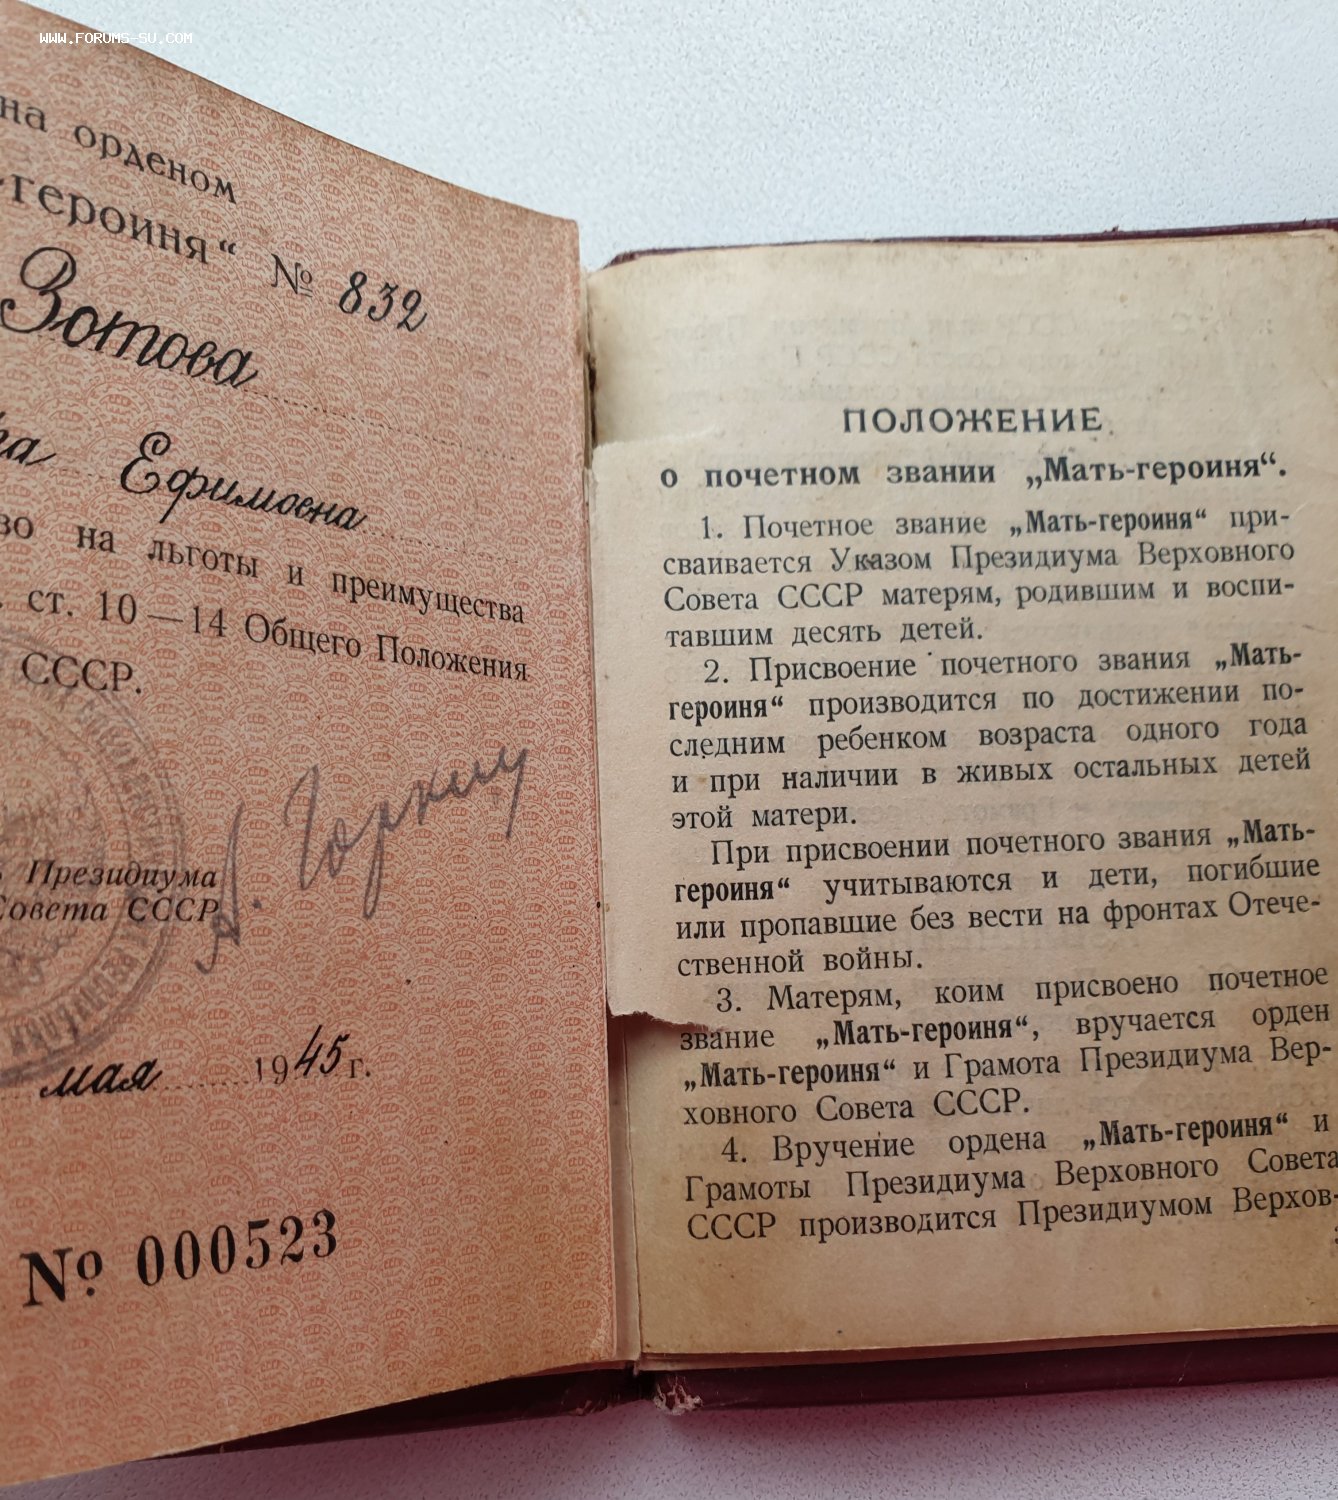 WWW.FORUMS-SU.COM
на орденом
-героиня“ № 832
Зотова
Ефимовна
во на льготы и преимущества
ст. 10—14 Общего Положения
СССР.
А. Горкин
Президиума
Совета СССР
мая 1945 г.
№ 000523
ПОЛОЖЕНИЕ
о почетном звании „Мать-героиня“.
1. Почетное звание „Мать-героиня“ при-
сваивается Указом Президиума Верховного
Совета СССР матерям, родившим и воспи-
тавшим десять детей.
2. Присвоение почетного звания „Мать-
героиня“ производится по достижении по-
следним ребенком возраста одного года
и при наличии в живых остальных детей
этой матери.
При присвоении почетного звания „Мать-
героиня“ учитываются и дети, погибшие
или пропавшие без вести на фронтах Отече-
ственной войны.
3. Матерям, коим присвоено почетное
звание „Мать-героиня“, вручается орден
„Мать-героиня“ и Грамота Президиума Вер-
ховного Совета СССР.
4. Вручение ордена „Мать-героиня“ и
Грамоты Президиума Верховного Совета
СССР производится Президиумом Верхов-